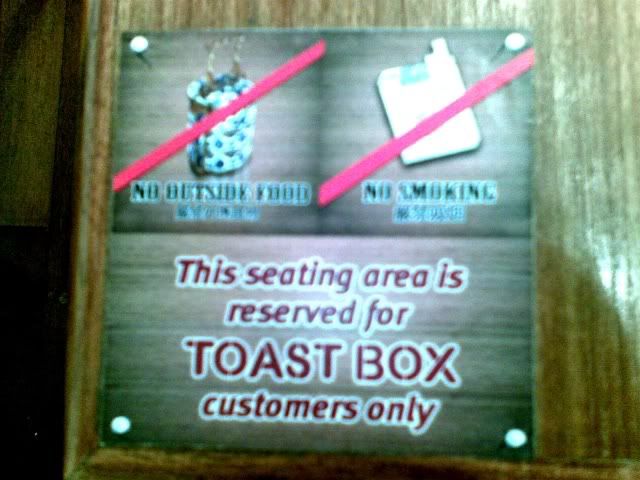 NO OUTSIDE FOOD
NO SMOKING
This seating area is
reserved for
TOAST BOX
customers only